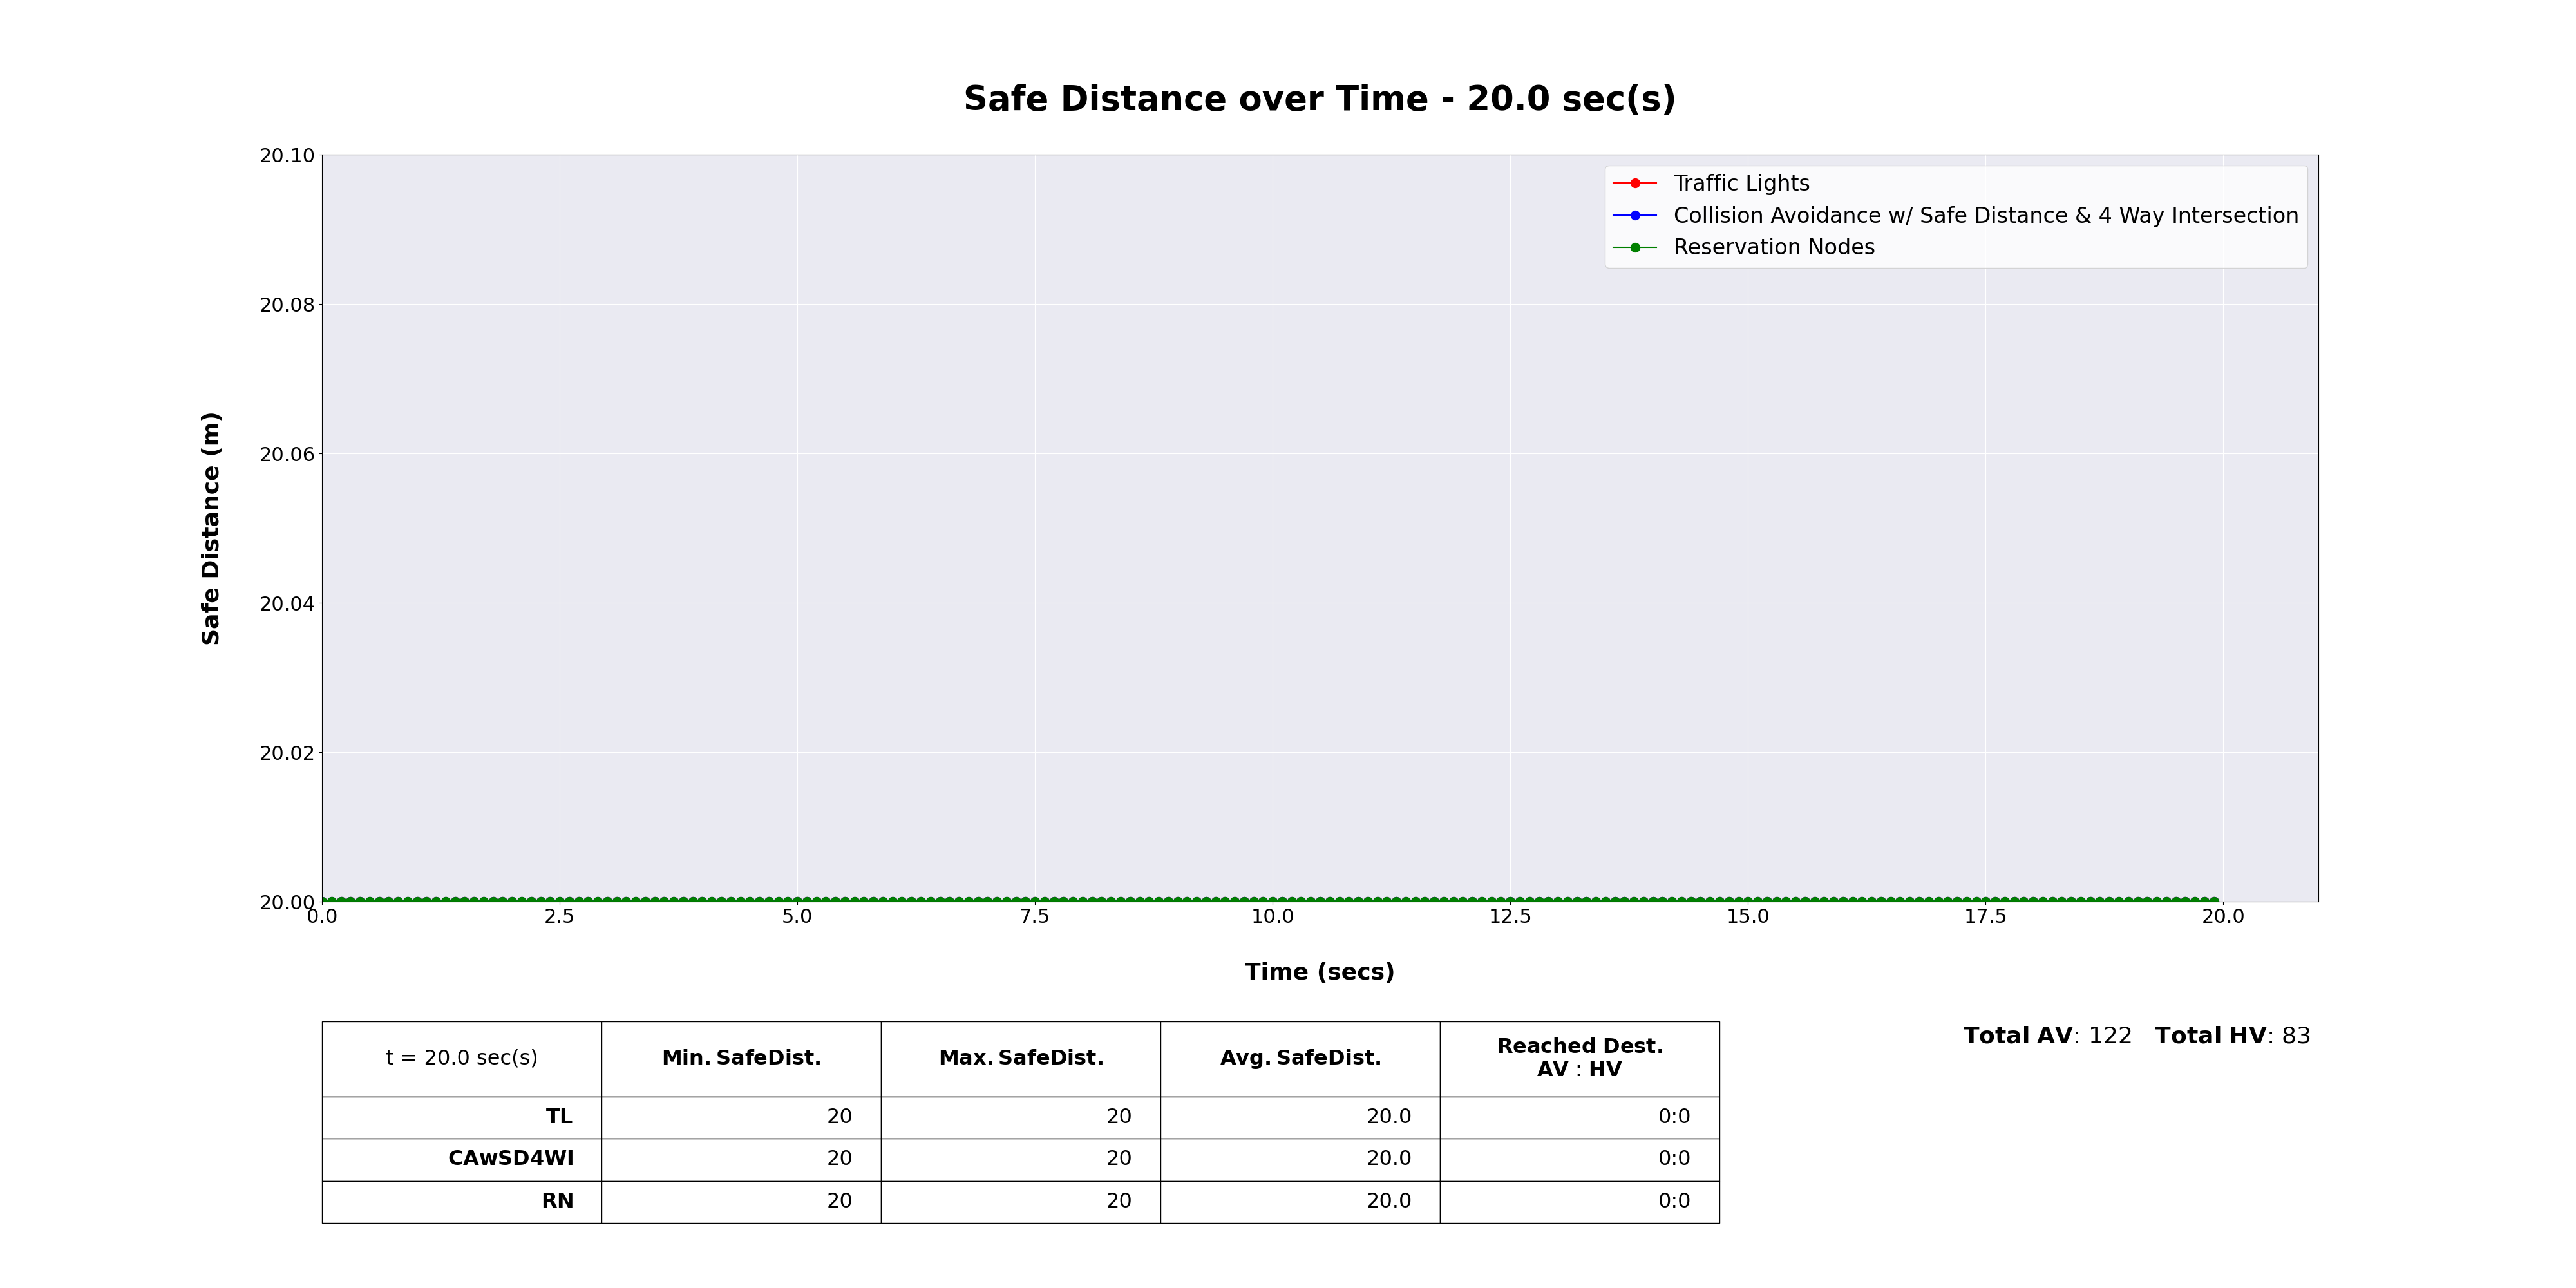 Safe Distance over Time - 20.0 sec(s)
20.10
20.08
20.06
20.04
20.02
20.00
Safe Distance (m)
Traffic Lights
Collision Avoidance w/ Safe Distance & 4 Way Intersection
Reservation Nodes
0.0 2.5 5.0 7.5 10.0 12.5 15.0 17.5 20.0
Time (secs)
t = 20.0 sec(s) Min. SafeDist. Max. SafeDist. Avg. SafeDist. Reached Dest.
AV : HV
TL 20 20 20.0 0:0
CAwSD4WI 20 20 20.0 0:0
RN 20 20 20.0 0:0
Total AV: 122 Total HV: 83